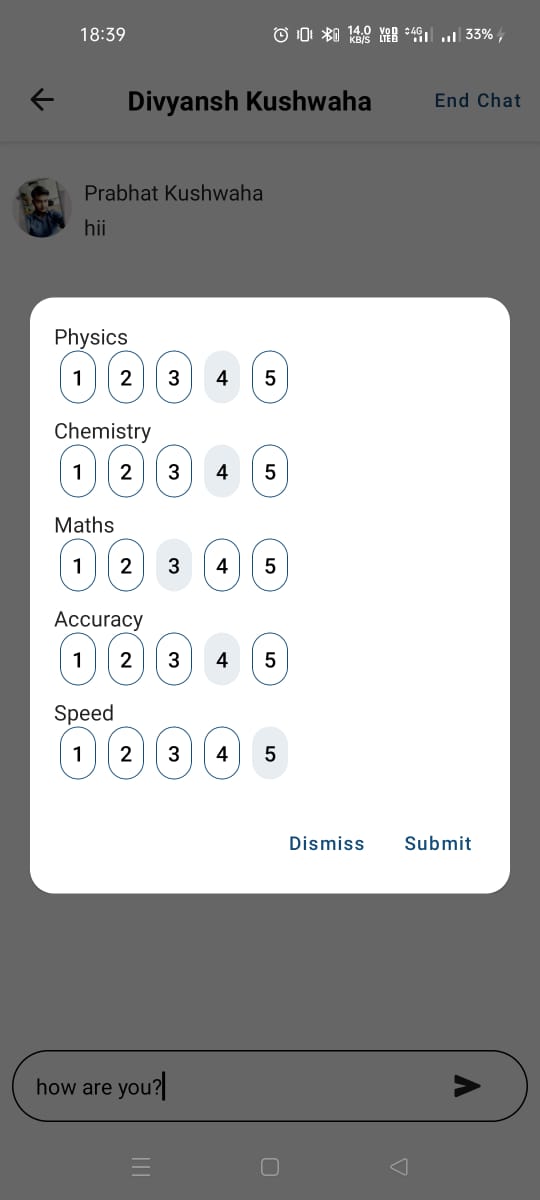 18:39 14.0 KB/S 4G 33%
Divyansh Kushwaha End Chat
Prabhat Kushwaha
hii
Physics
1 2 3 4 5
Chemistry
1 2 3 4 5
Maths
1 2 3 4 5
Accuracy
1 2 3 4 5
Speed
1 2 3 4 5
Dismiss Submit
how are you?